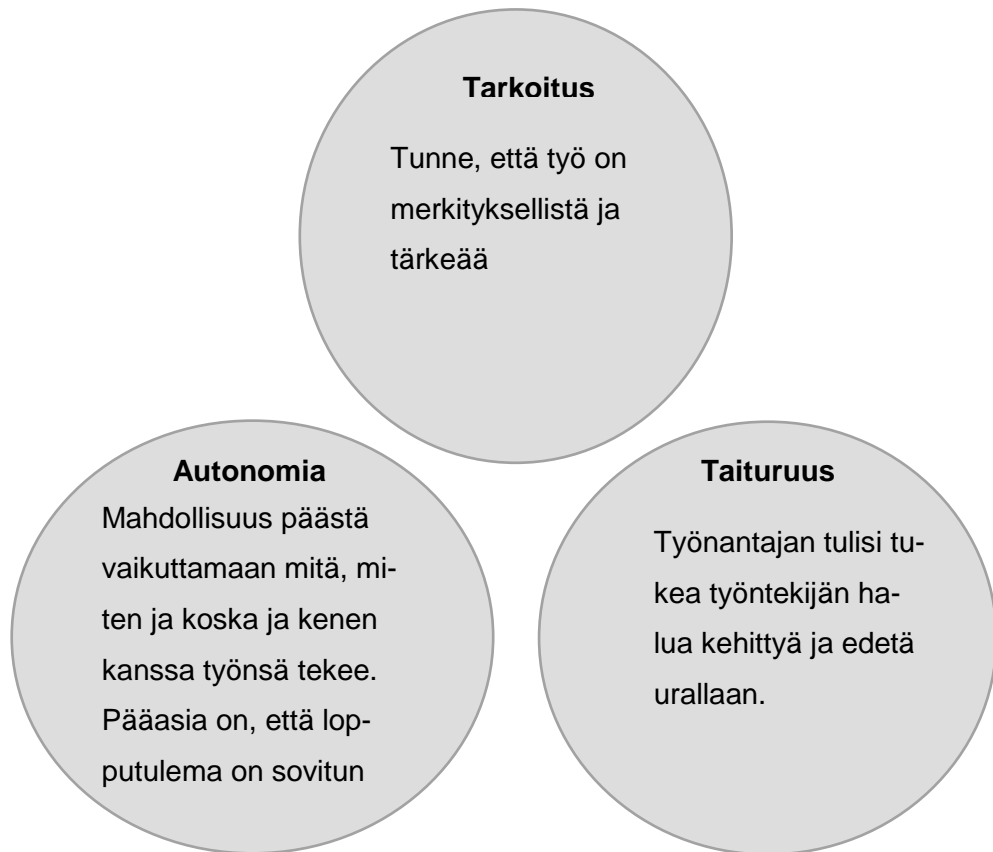 Tarkoitus
Tunne, että työ on
merkityksellistä ja
tärkeää
Autonomia
Mahdollisuus päästä
vaikuttamaan mitä, mi-
ten ja koska ja kenen
kanssa työnsä tekee.
Pääasia on, että lop-
putulema on sovitun
Taituruus
Työnantajan tulisi tu-
kea työntekijän ha-
lua kehittyä ja edetä
urallaan.